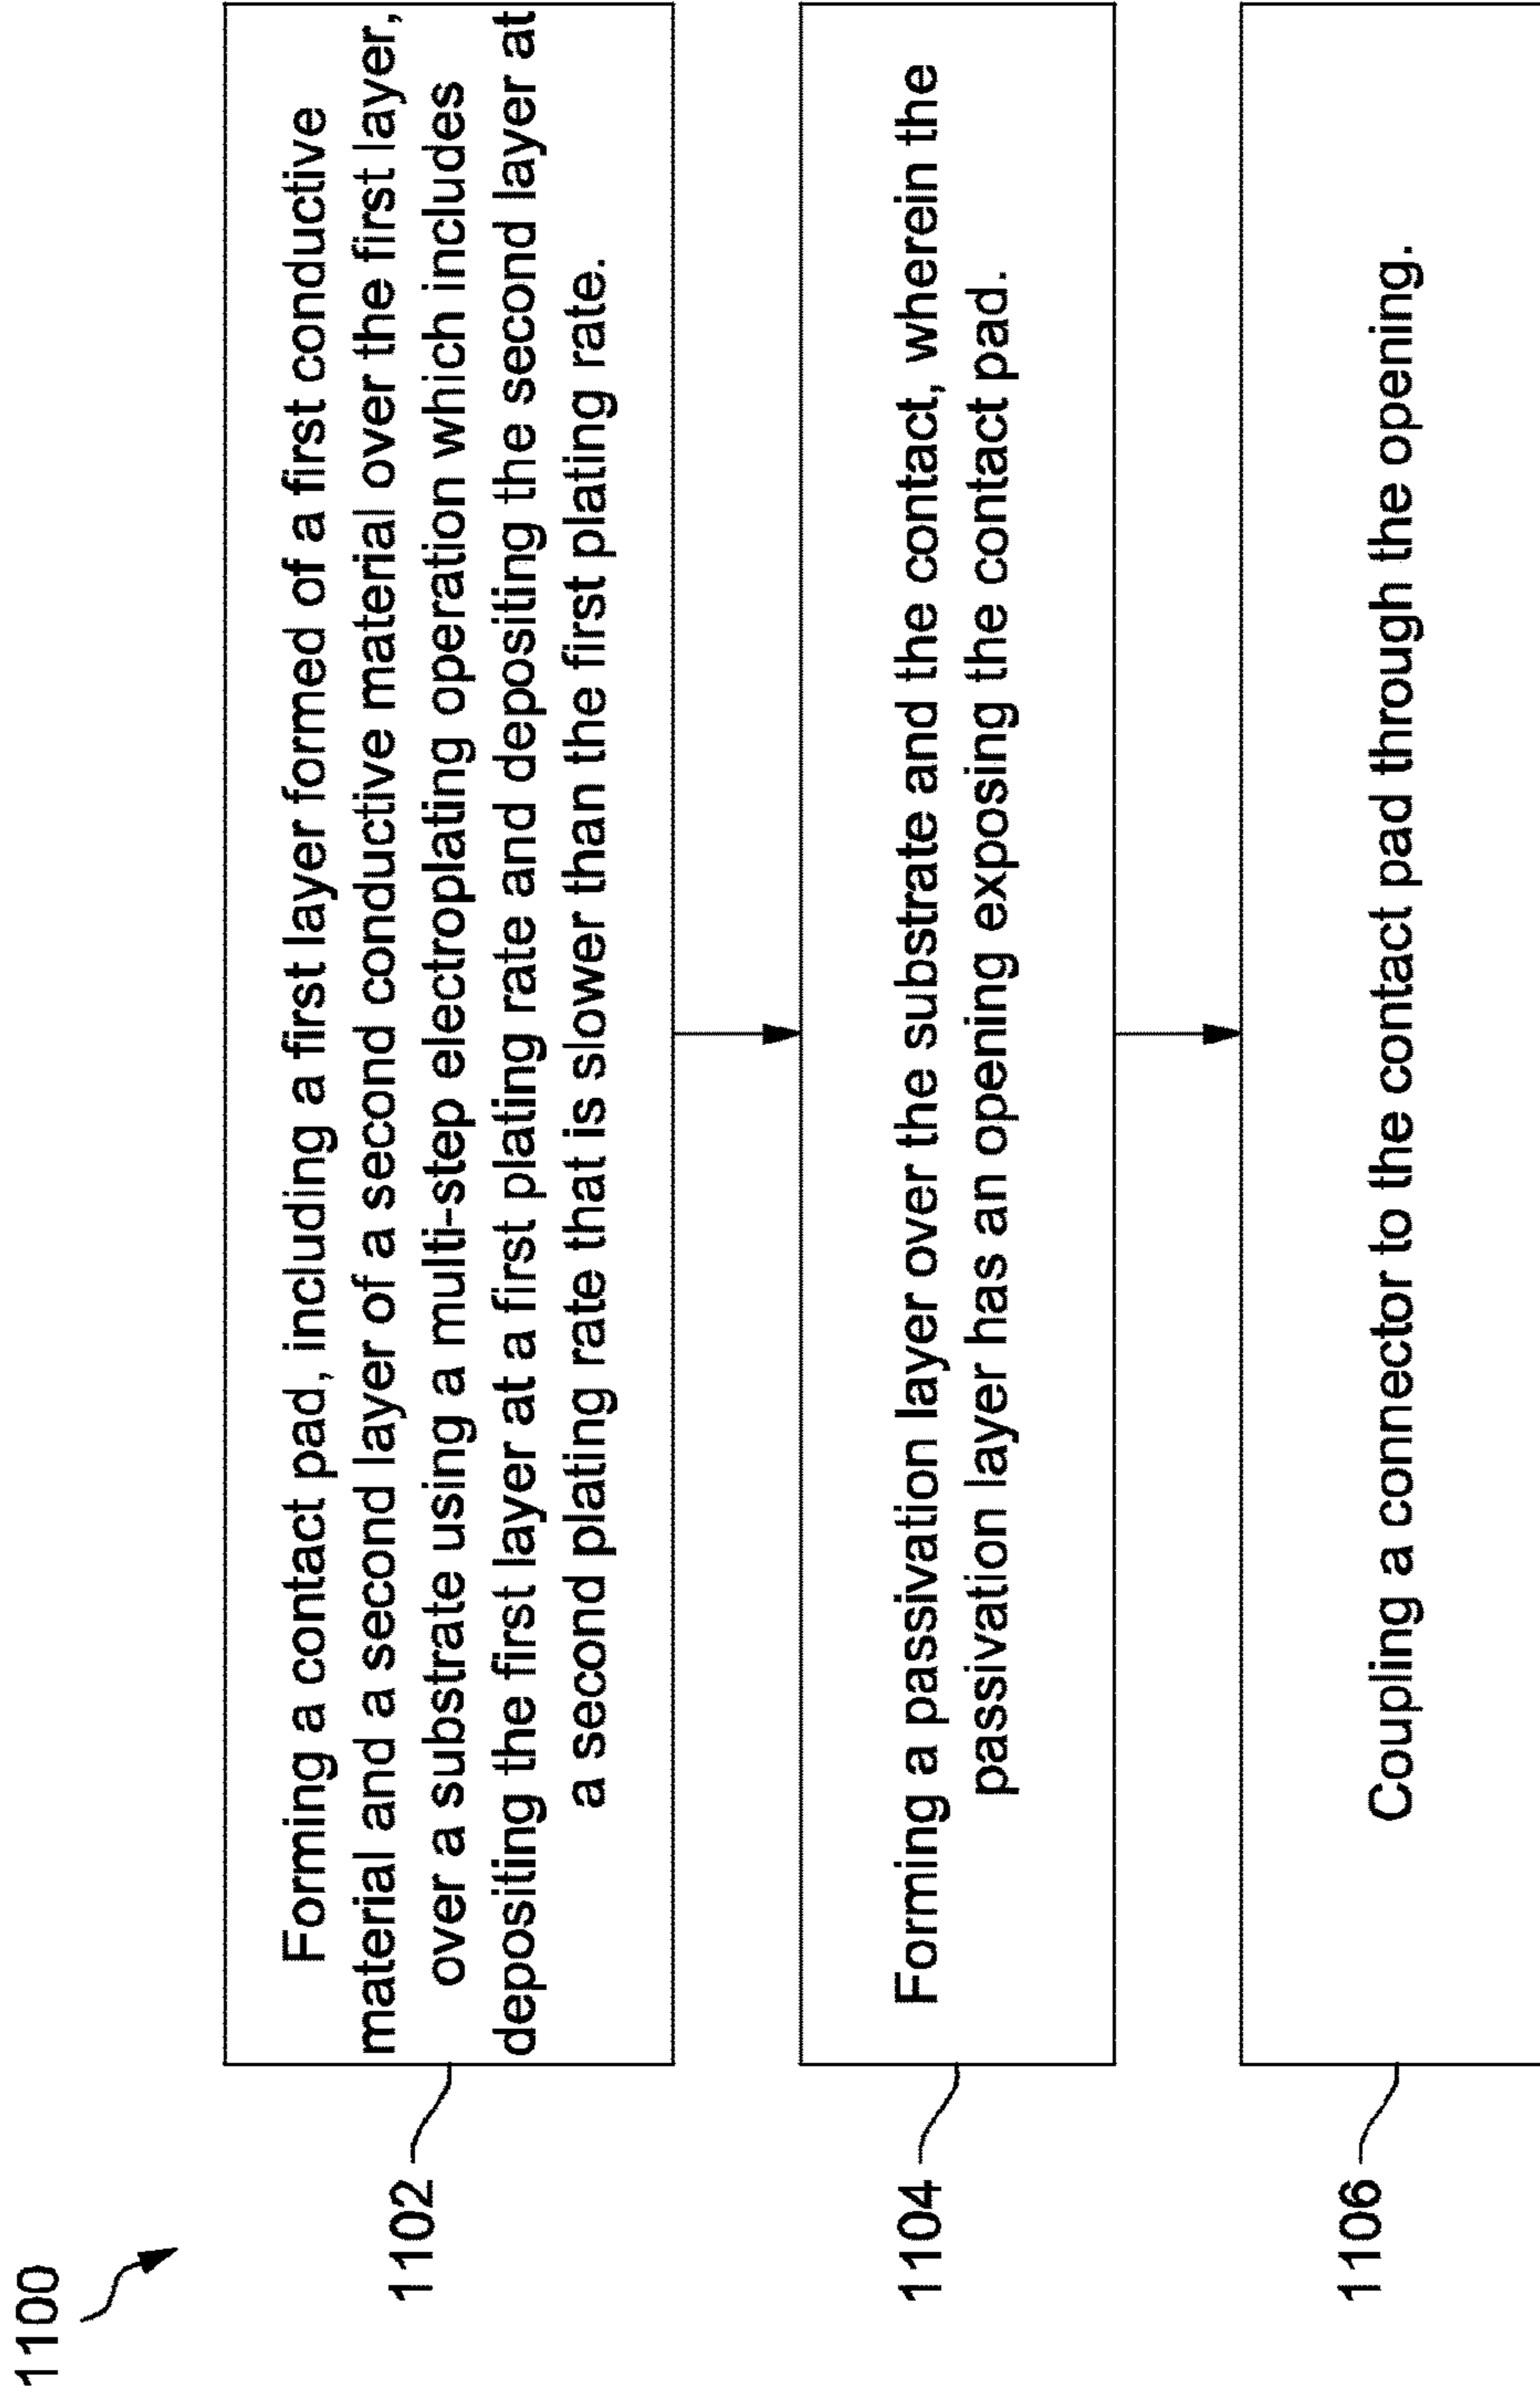 1100
1102
Forming a contact pad, including a first layer formed of a first conductive
material and a second layer of a second conductive material over the first layer,
over a substrate using a multi-step electroplating operation which includes
depositing the first layer at a first plating rate and depositing the second layer at
a second plating rate that is slower than the first plating rate.
1104
Forming a passivation layer over the substrate and the contact, wherein the
passivation layer has an opening exposing the contact pad.
1106
Coupling a connector to the contact pad through the opening.